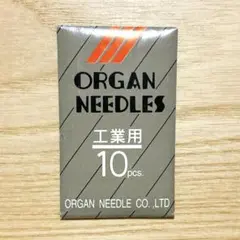 ORGAN
NEEDLES
工業用
10pcs.
ORGAN NEEDLE CO.,LTD